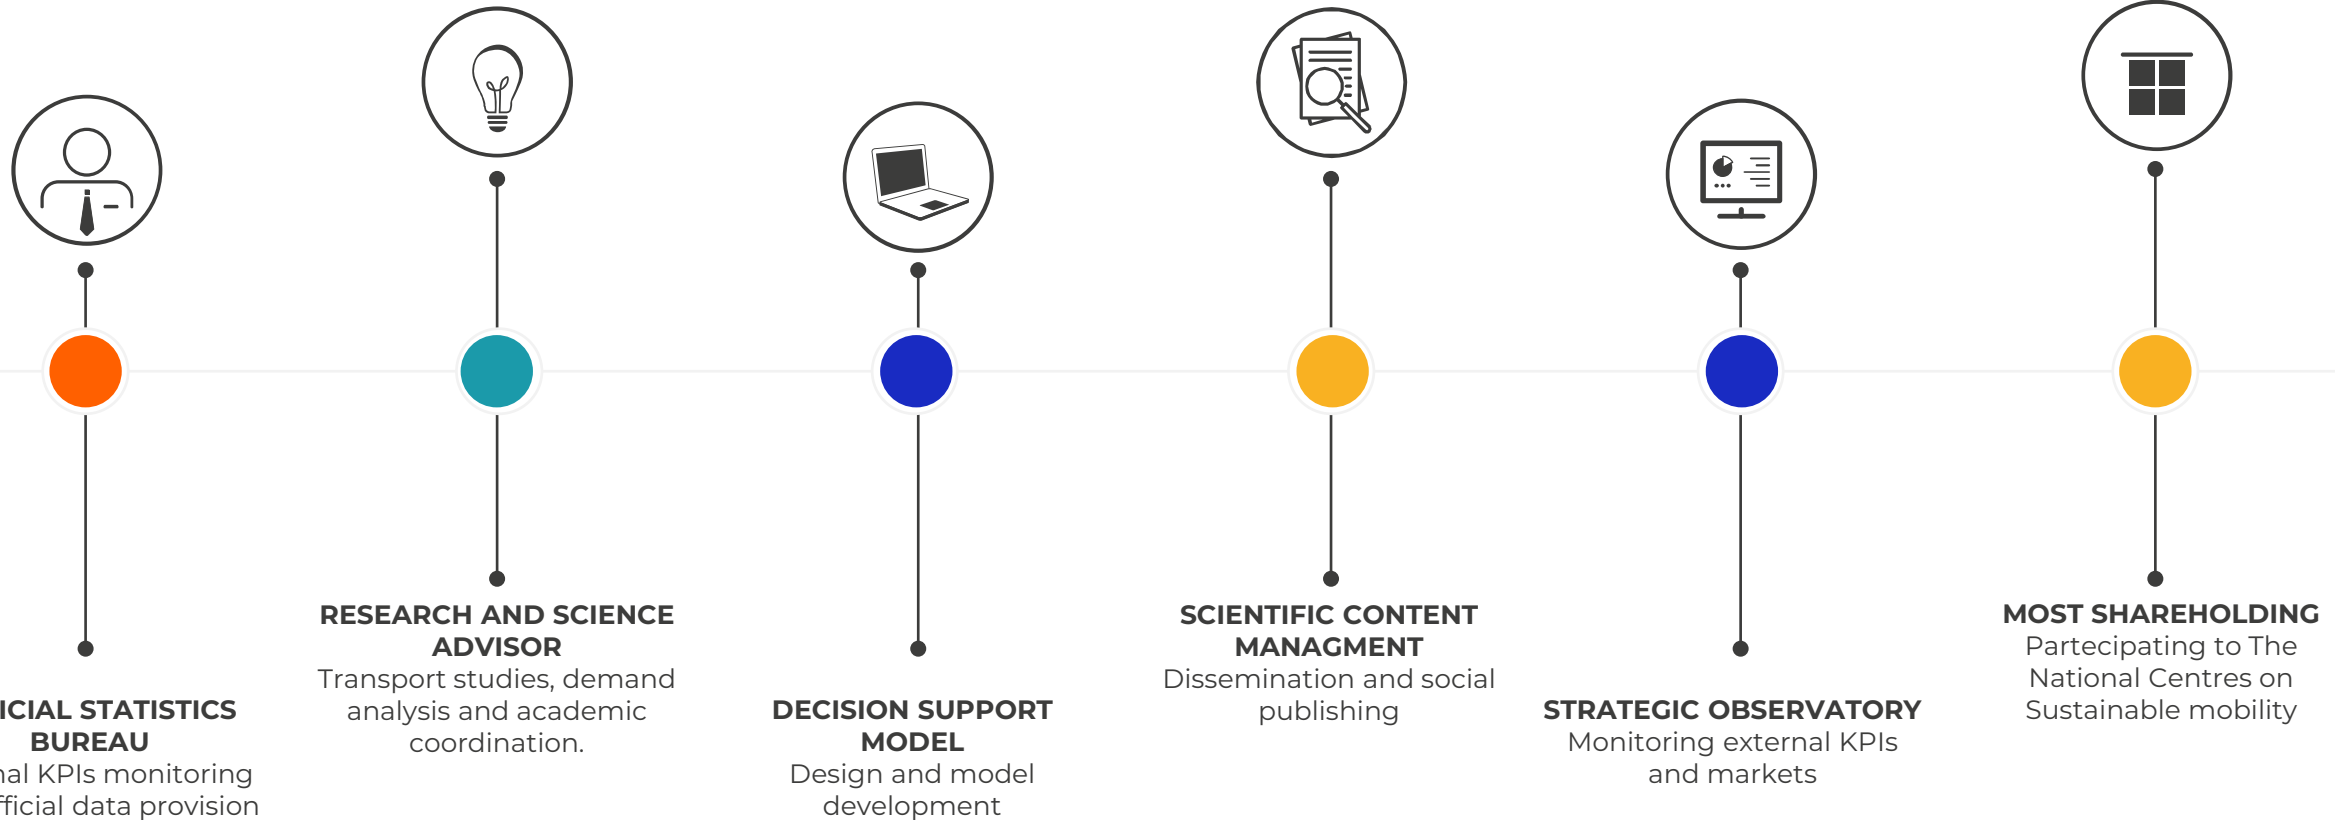 ICIAL STATISTICS
BUREAU
nal KPIs monitoring
fficial data provision
RESEARCH AND SCIENCE
ADVISOR
Transport studies, demand
analysis and academic
coordination.
DECISION SUPPORT
MODEL
Design and model
development
SCIENTIFIC CONTENT
MANAGMENT
Dissemination and social
publishing
STRATEGIC OBSERVATORY
Monitoring external KPIs
and markets
MOST SHAREHOLDING
Partecipating to The
National Centres on
Sustainable mobility